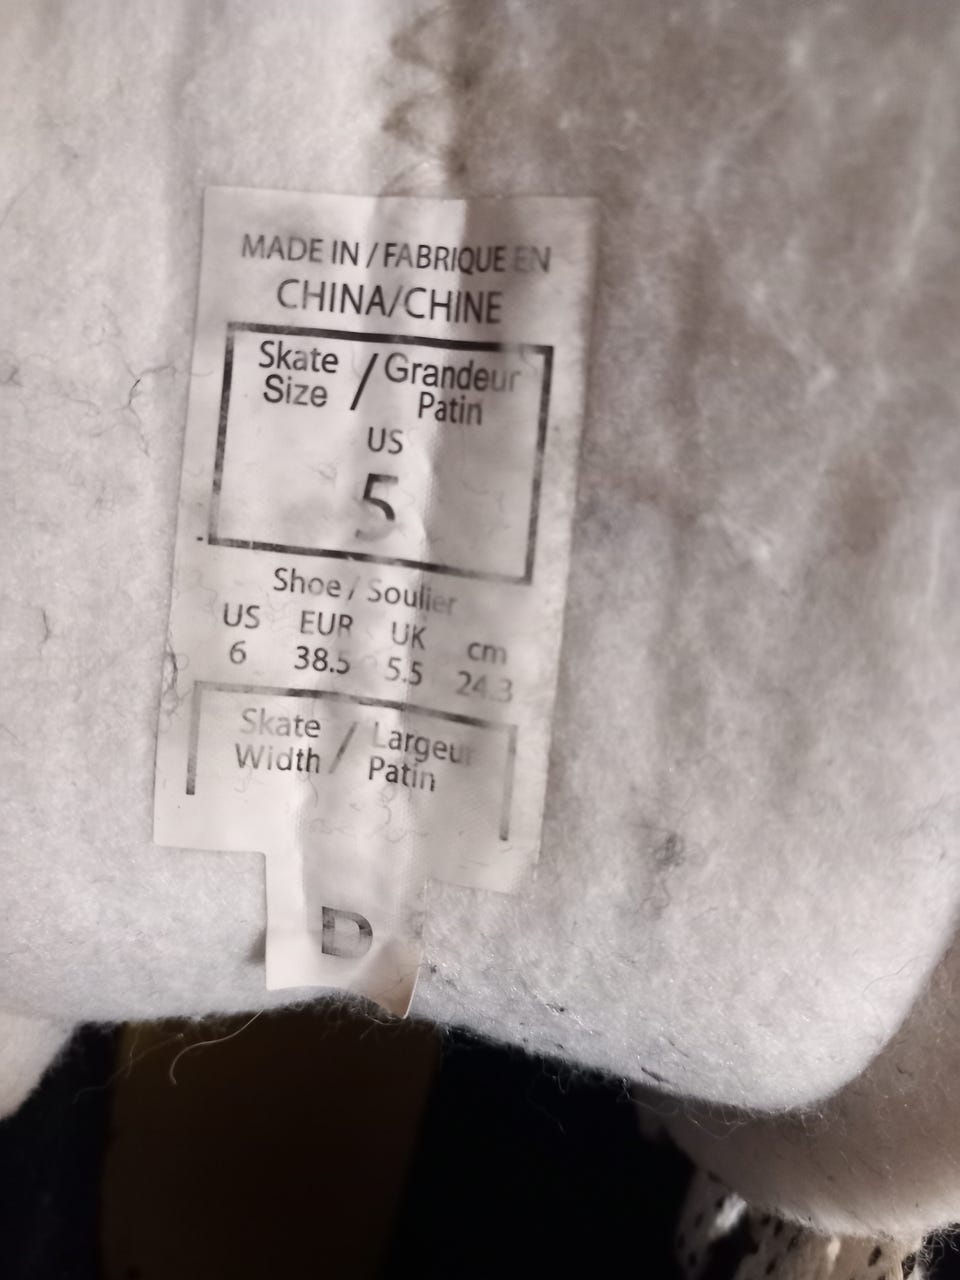 MADE IN / FABRIQUE EN
CHINA/CHINE
Skate Size / Grandeur Patin
US
5
Shoe / Soulier
US EUR UK cm
6 38.5 5.5 24.3
Skate Width / Largeur Patin
D